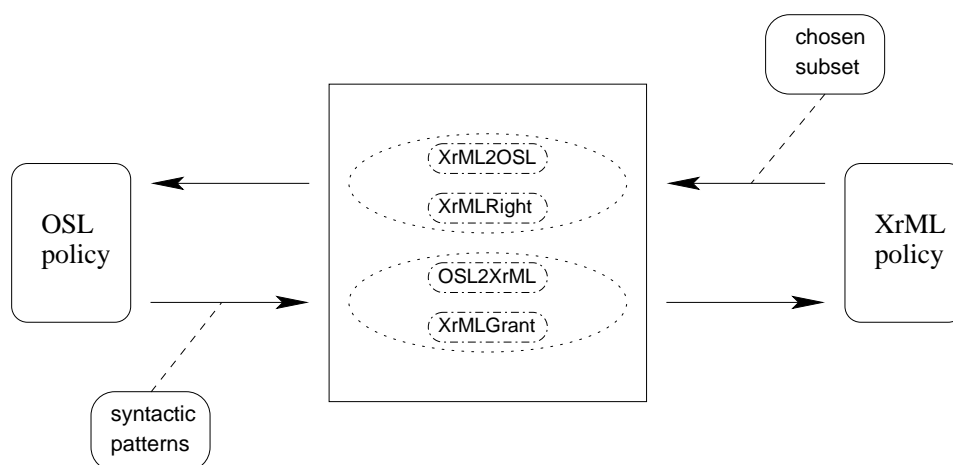 chosen
subset
XrML2OSL
XrMLRight
OSL
policy
XrML
policy
OSL2XrML
XrMLGrant
syntactic
patterns